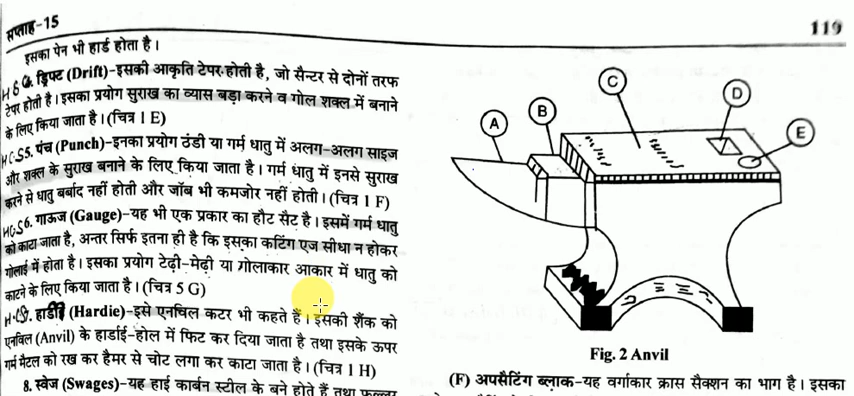 सप्ताह-15
119
इसका पेन भी हार्ड होता है।
ड्रिफ्ट (Drift)-इसकी आकृति टेपर होती है, जो सैन्टर से दोनों तरफ
टेपर होती है। इसका प्रयोग सुराख का व्यास बड़ा करने व गोल शक्ल में बनाने
के लिए किया जाता है। (चित्र 1 E)
HCS5. पंच (Punch)-इनका प्रयोग ठंडी या गर्म धातु में अलग-अलग साइज
और शक्ल के सुराख बनाने के लिए किया जाता है। गर्म धातु में इनसे सुराख
करने से धातु बर्बाद नहीं होती और जॉब भी कमजोर नहीं होती। (चित्र 1 F)
HCS6. गाऊज (Gauge)-यह भी एक प्रकार का हौट सैट है। इसमें गर्म धातु
को काटा जाता है, अन्तर सिर्फ इतना ही है कि इसका कटिंग एज सीधा न होकर
गोलाई में होता है। इसका प्रयोग टेढ़ी-मेढ़ी या गोलाकार आकार में धातु को
काटने के लिए किया जाता है। (चित्र 5 G)
हार्डाई (Hardie)-इसे एनविल कटर भी कहते हैं। इसकी शैंक को
एनविल (Anvil) के हार्डाई-होल में फिट कर दिया जाता है तथा इसके ऊपर
गर्म मैटल को रख कर हैमर से चोट लगा कर काटा जाता है। (चित्र 1 H)
8. स्वेज (Swages)-यह हाई कार्बन स्टील के बने होते हैं तथा फुल्लर
A
B
C
D
E
Fig. 2 Anvil
(F) अपसैटिंग ब्लाक-यह वर्गाकार क्रास सैक्शन का भाग है। इसका